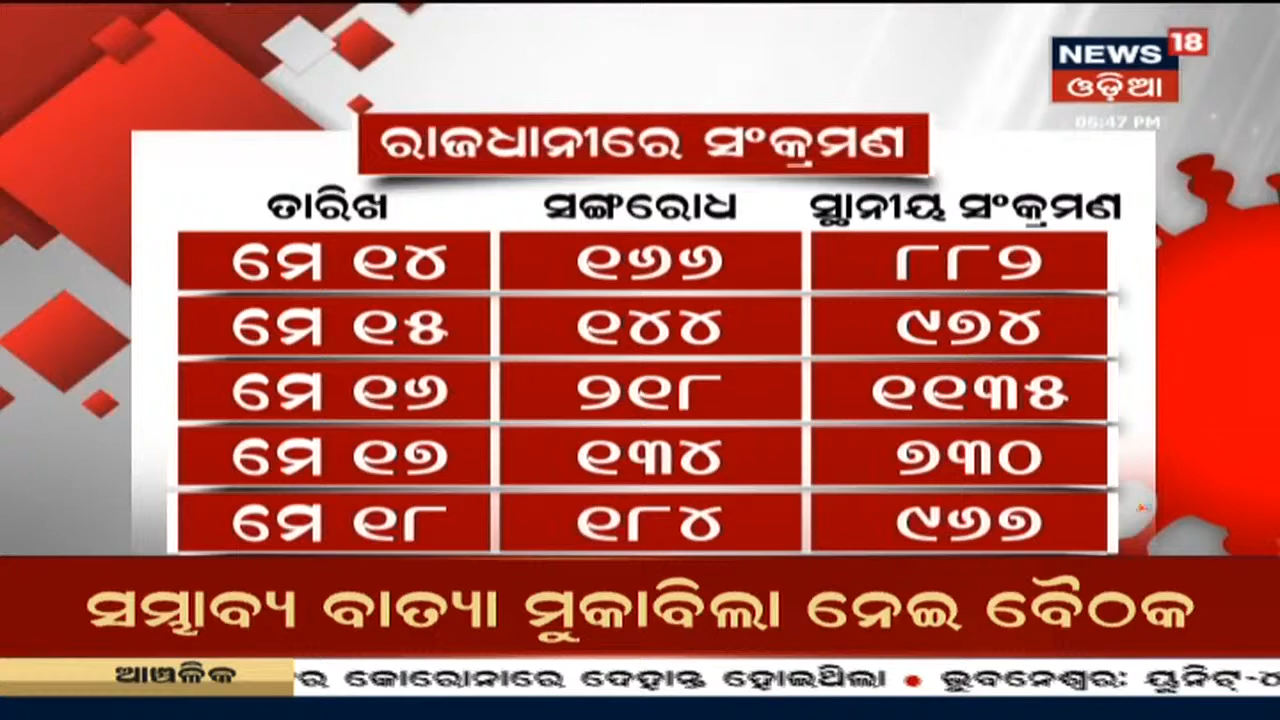 NEWS 18
ଓଡ଼ିଆ
06:47 PM
ରାଜଧାନୀରେ ସଂକ୍ରମଣ
ତାରିଖ ସଙ୍ଗରୋଧ ସ୍ଥାନୀୟ ସଂକ୍ରମଣ
ମେ ୧୪ ୧୬୬ ୮୮୨
ମେ ୧୫ ୧୪୪ ୯୭୪
ମେ ୧୬ ୨୧୮ ୧୧୩୫
ମେ ୧୭ ୧୩୪ ୭୩୦
ମେ ୧୮ ୧୮୪ ୯୬୭
ସମ୍ଭାବ୍ୟ ବାତ୍ୟା ମୁକାବିଲା ନେଇ ବୈଠକ
ଆଞ୍ଚଳିକ ର କୋରୋନାରେ ଦେହାନ୍ତ ହୋଇଥିଲା • ଭୁବନେଶ୍ୱର: ୟୁନିଟ୍-୪